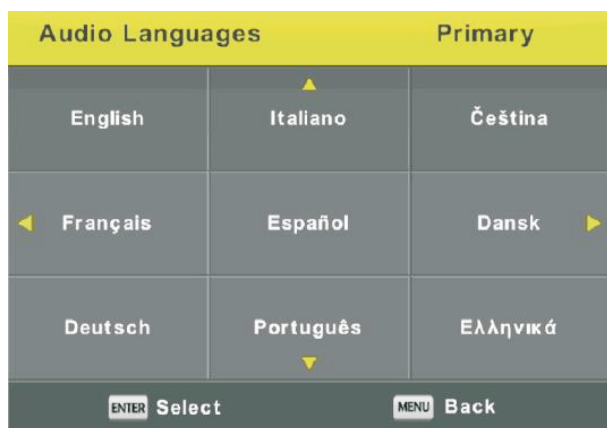 Audio Languages Primary
English Italiano Čeština
Français Español Dansk
Deutsch Português Ελληνικά
ENTER Select MENU Back